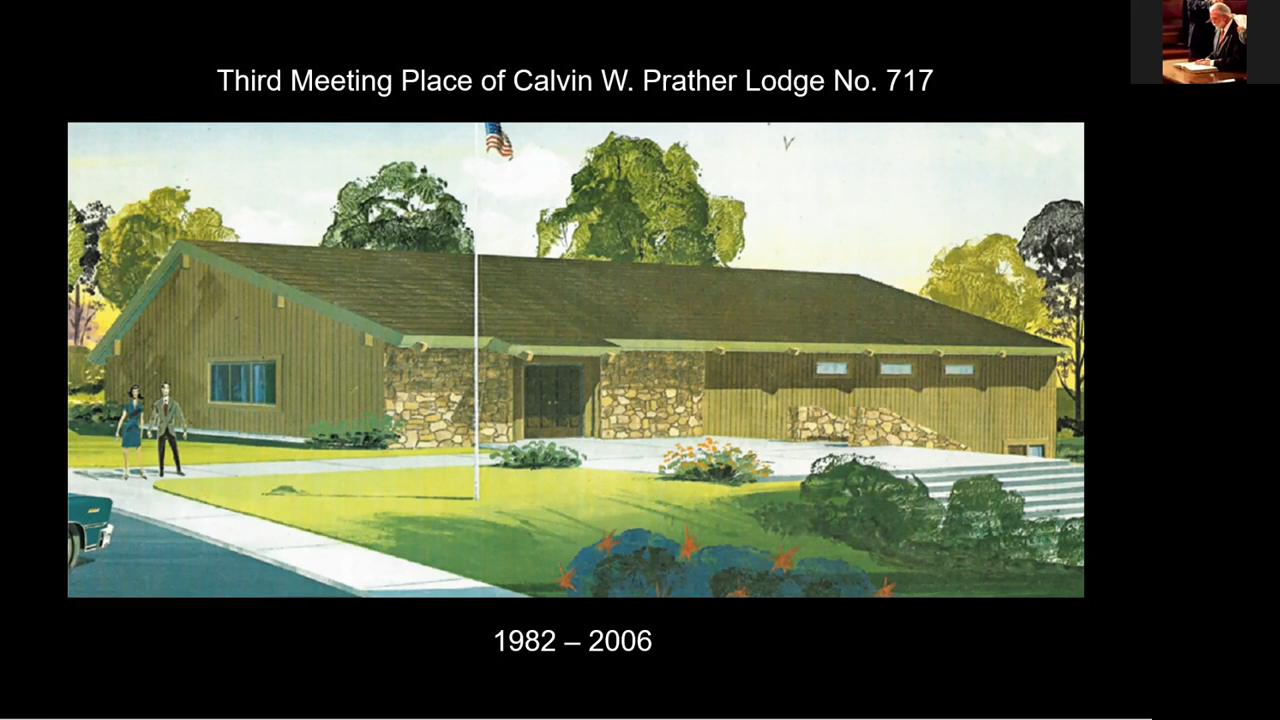 Third Meeting Place of Calvin W. Prather Lodge No. 717
1982 – 2006